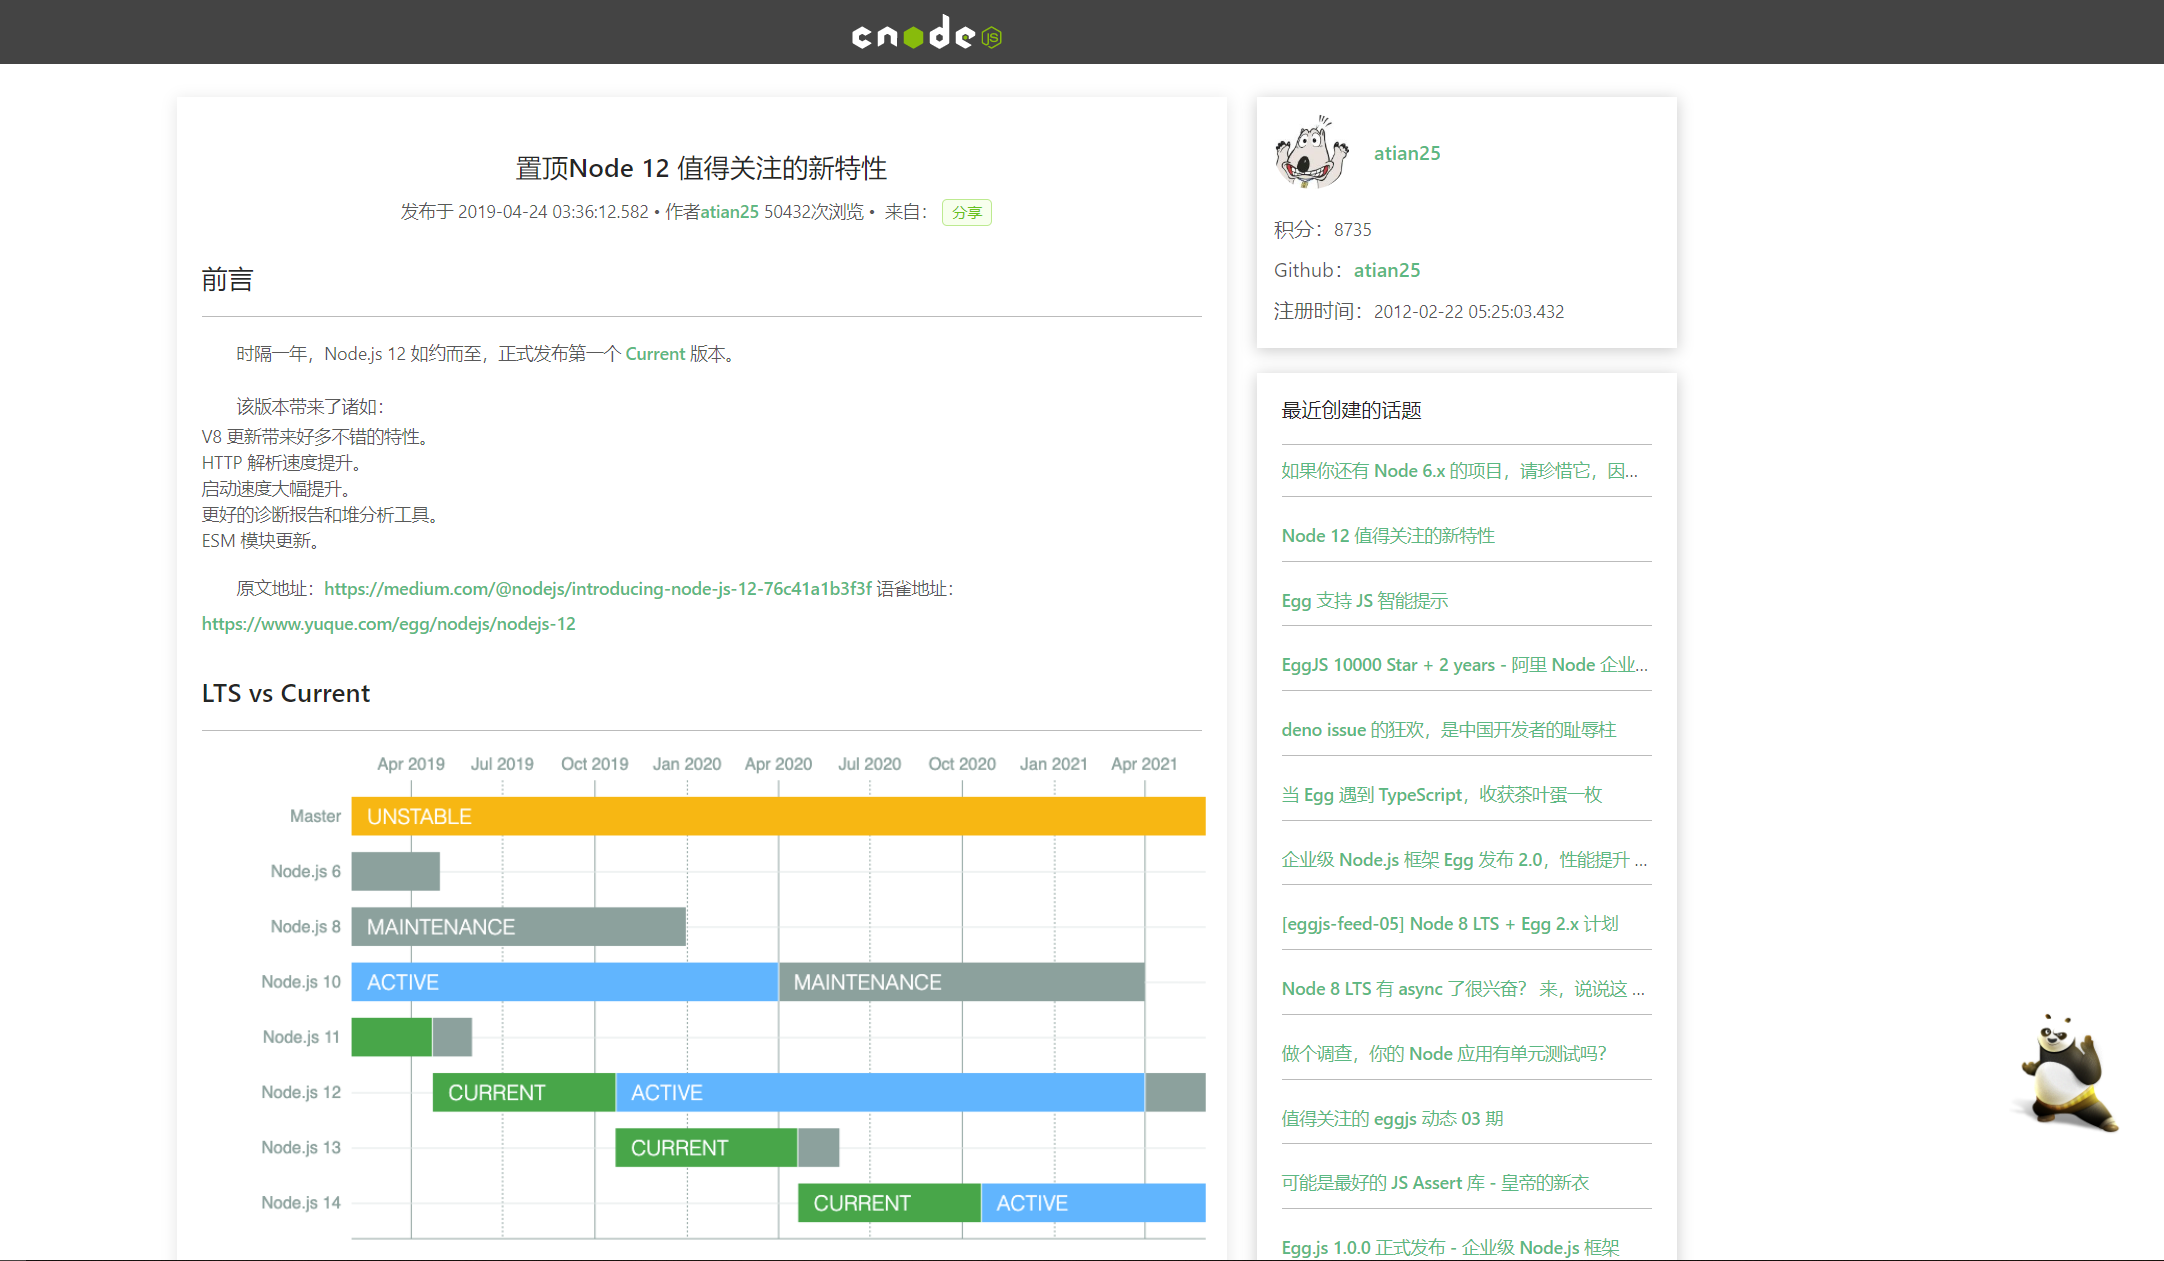 cnode JS
置顶Node 12 值得关注的新特性
发布于 2019-04-24 03:36:12.582 • 作者atian25 50432次浏览 • 来自： 分享
前言
时隔一年，Node.js 12 如约而至，正式发布第一个 Current 版本。
该版本带来了诸如：
V8 更新带来好多不错的特性。
HTTP 解析速度提升。
启动速度大幅提升。
更好的诊断报告和堆分析工具。
ESM 模块更新。
原文地址：https://medium.com/@nodejs/introducing-node-js-12-76c41a1b3f3f 语雀地址：
https://www.yuque.com/egg/nodejs/nodejs-12
LTS vs Current
Apr 2019 Jul 2019 Oct 2019 Jan 2020 Apr 2020 Jul 2020 Oct 2020 Jan 2021 Apr 2021
Master UNSTABLE
Node.js 6
Node.js 8 MAINTENANCE
Node.js 10 ACTIVE MAINTENANCE
Node.js 11
Node.js 12 CURRENT ACTIVE
Node.js 13 CURRENT
Node.js 14 CURRENT ACTIVE
atian25
积分：8735
Github：atian25
注册时间：2012-02-22 05:25:03.432
最近创建的话题
如果你还有 Node 6.x 的项目，请珍惜它，因...
Node 12 值得关注的新特性
Egg 支持 JS 智能提示
EggJS 10000 Star + 2 years - 阿里 Node 企业...
deno issue 的狂欢，是中国开发者的耻辱柱
当 Egg 遇到 TypeScript，收获茶叶蛋一枚
企业级 Node.js 框架 Egg 发布 2.0，性能提升 ...
[eggjs-feed-05] Node 8 LTS + Egg 2.x 计划
Node 8 LTS 有 async 了很兴奋？ 来，说说这 ...
做个调查，你的 Node 应用有单元测试吗？
值得关注的 eggjs 动态 03 期
可能是最好的 JS Assert 库 - 皇帝的新衣
Egg.js 1.0.0 正式发布 - 企业级 Node.js 框架